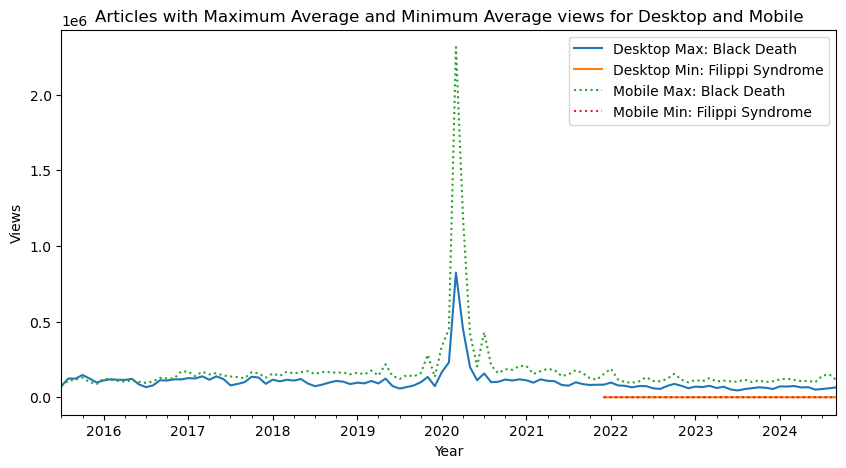 Articles with Maximum Average and Minimum Average views for Desktop and Mobile
1e6
Desktop Max: Black Death
Desktop Min: Filippi Syndrome
Mobile Max: Black Death
Mobile Min: Filippi Syndrome
2.0
1.5
1.0
0.5
0.0
Views
2016 2017 2018 2019 2020 2021 2022 2023 2024
Year